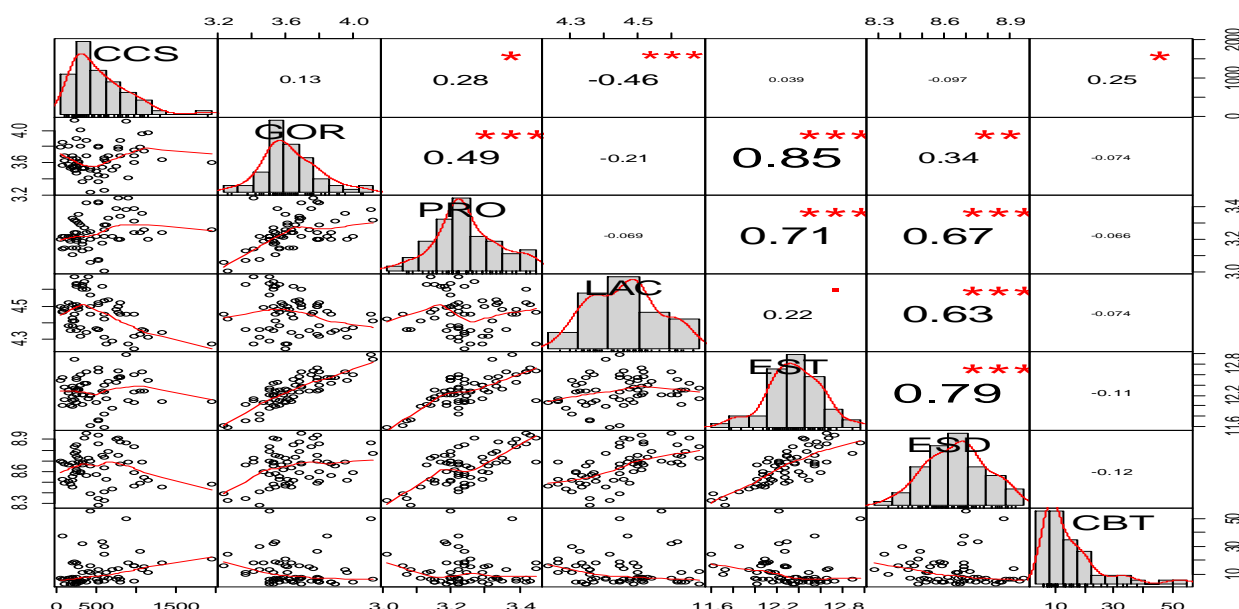 3.2 3.6 4.0 4.3 4.5 8.3 8.6 8.9
CCS 0.13 0.28 * -0.46 *** 0.039 -0.097 0.25 * 0 1000 2000
3.2 3.6 4.0 GOR 0.49 *** -0.21 0.85 *** 0.34 ** -0.074
PRO -0.069 0.71 *** 0.67 *** -0.066 3.0 3.2 3.4
4.3 4.5 LAC 0.22 . 0.63 *** -0.074
EST 0.79 *** -0.11 11.6 12.2 12.8
8.3 8.6 8.9 ESD -0.12
CBT 10 30 50
0 500 1500 3.0 3.2 3.4 11.6 12.2 12.8 10 30 50